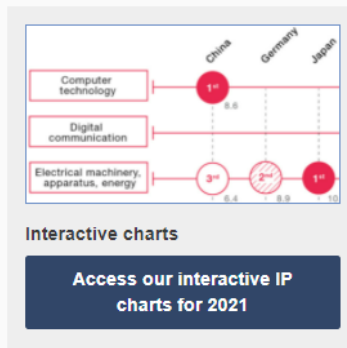 China
Germany
Japan
Computer
technology
1st
8.6
Digital
communication
Electrical machinery,
apparatus, energy
3rd
2nd
1st
6.4
8.9
10
Interactive charts
Access our interactive IP
charts for 2021